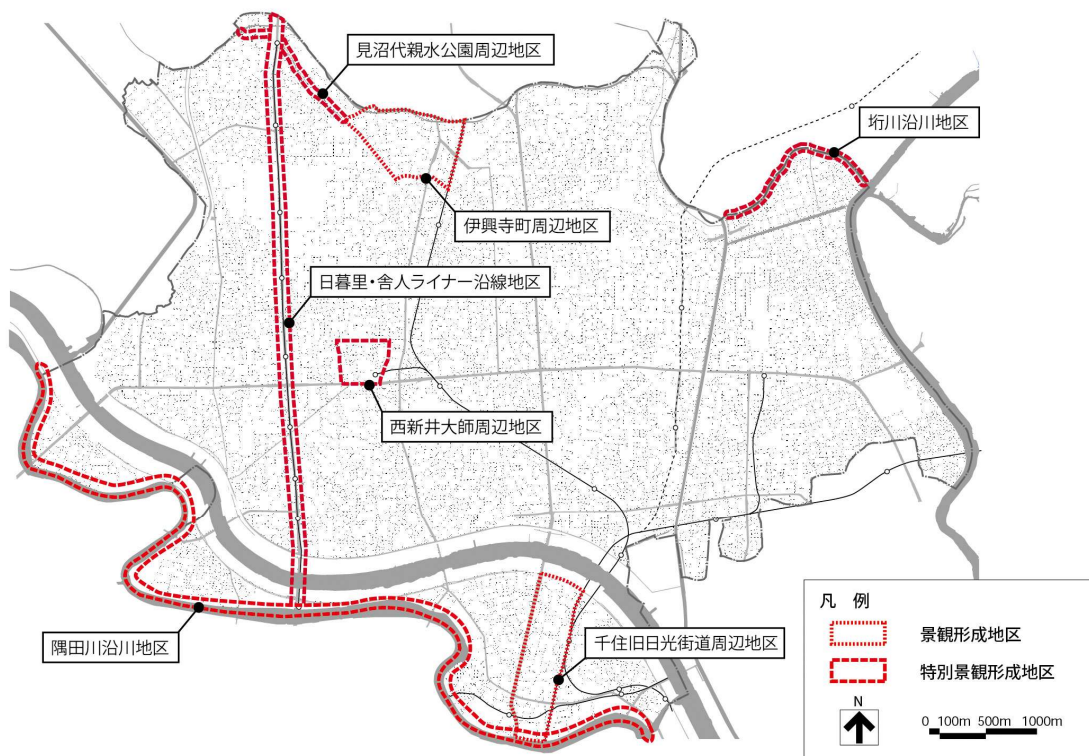 見沼代親水公園周辺地区
垳川沿川地区
伊興寺町周辺地区
日暮里・舎人ライナー沿線地区
西新井大師周辺地区
隅田川沿川地区
千住旧日光街道周辺地区
凡 例
景観形成地区
特別景観形成地区
N
0 100m 500m 1000m